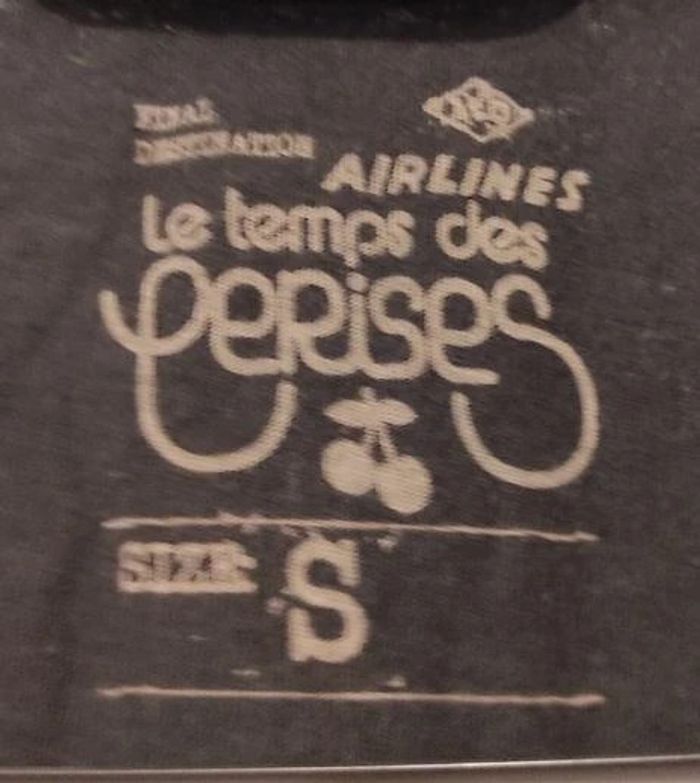 FINAL
DESTINATION
AIRLINES
Le temps des
Cerises
SIZE:
S